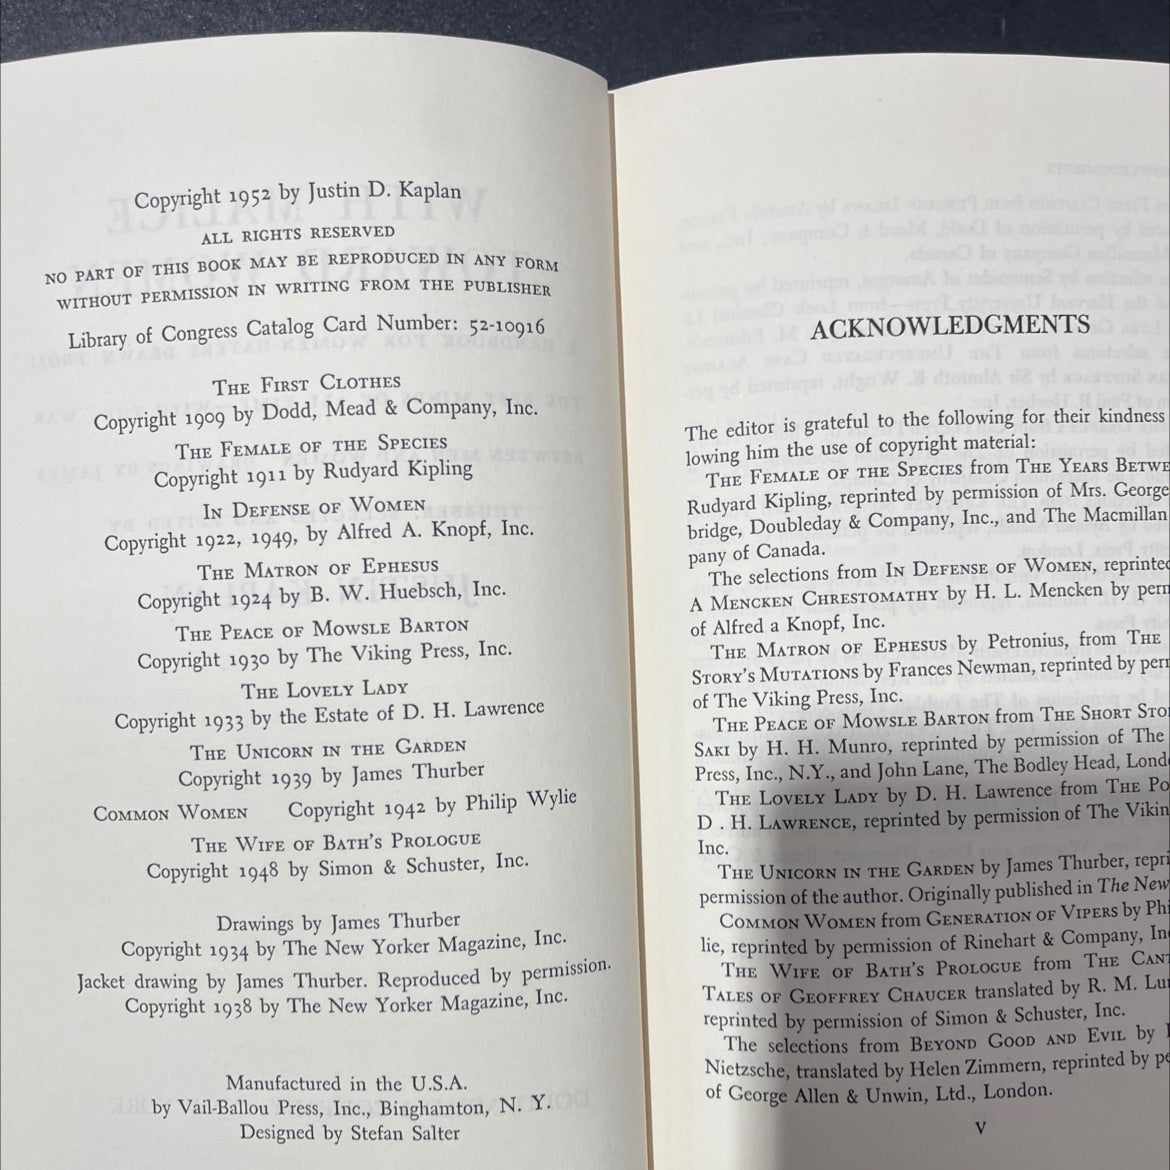 Copyright 1952 by Justin D. Kaplan
ALL RIGHTS RESERVED
NO PART OF THIS BOOK MAY BE REPRODUCED IN ANY FORM
WITHOUT PERMISSION IN WRITING FROM THE PUBLISHER
Library of Congress Catalog Card Number: 52-10916
THE FIRST CLOTHES
Copyright 1909 by Dodd, Mead & Company, Inc.
THE FEMALE OF THE SPECIES
Copyright 1911 by Rudyard Kipling
IN DEFENSE OF WOMEN
Copyright 1922, 1949, by Alfred A. Knopf, Inc.
THE MATRON OF EPHESUS
Copyright 1924 by B. W. Huebsch, Inc.
THE PEACE OF MOWSLE BARTON
Copyright 1930 by The Viking Press, Inc.
THE LOVELY LADY
Copyright 1933 by the Estate of D. H. Lawrence
THE UNICORN IN THE GARDEN
Copyright 1939 by James Thurber
COMMON WOMEN Copyright 1942 by Philip Wylie
THE WIFE OF BATH'S PROLOGUE
Copyright 1948 by Simon & Schuster, Inc.
Drawings by James Thurber
Copyright 1934 by The New Yorker Magazine, Inc.
Jacket drawing by James Thurber. Reproduced by permission.
Copyright 1938 by The New Yorker Magazine, Inc.
Manufactured in the U.S.A.
by Vail-Ballou Press, Inc., Binghamton, N. Y.
Designed by Stefan Salter
ACKNOWLEDGMENTS
The editor is grateful to the following for their kindness
lowing him the use of copyright material:
THE FEMALE OF THE SPECIES from THE YEARS BETWE
Rudyard Kipling, reprinted by permission of Mrs. George
bridge, Doubleday & Company, Inc., and The Macmillan
pany of Canada.
The selections from IN DEFENSE OF WOMEN, reprinted
A MENCKEN CHRESTOMATHY by H. L. Mencken by perm
of Alfred a Knopf, Inc.
THE MATRON OF EPHESUS by Petronius, from THE
STORY'S MUTATIONS by Frances Newman, reprinted by perm
of The Viking Press, Inc.
THE PEACE OF MOWSLE BARTON from THE SHORT STO
SAKI by H. H. Munro, reprinted by permission of The
Press, Inc., N.Y., and John Lane, The Bodley Head, Lond
THE LOVELY LADY by D. H. Lawrence from THE PO
D . H. LAWRENCE, reprinted by permission of The Vikin
Inc.
THE UNICORN IN THE GARDEN by James Thurber, repri
permission of the author. Originally published in The New
COMMON WOMEN from GENERATION OF VIPERS by Phi
lie, reprinted by permission of Rinehart & Company, Inc
THE WIFE OF BATH'S PROLOGUE from THE CANT
TALES OF GEOFFREY CHAUCER translated by R. M. Lu
reprinted by permission of Simon & Schuster, Inc.
The selections from BEYOND GOOD AND EVIL by
Nietzsche, translated by Helen Zimmern, reprinted by pe
of George Allen & Unwin, Ltd., London.
V